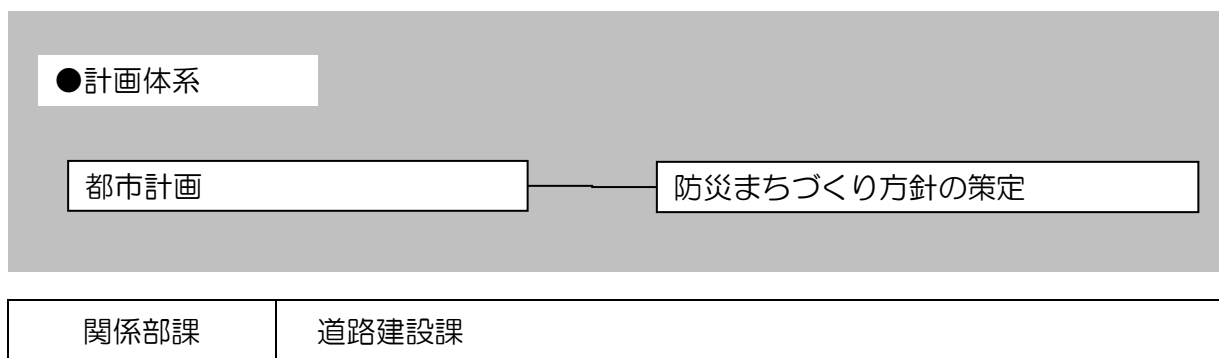 ●計画体系
都市計画
防災まちづくり方針の策定
関係部課
道路建設課